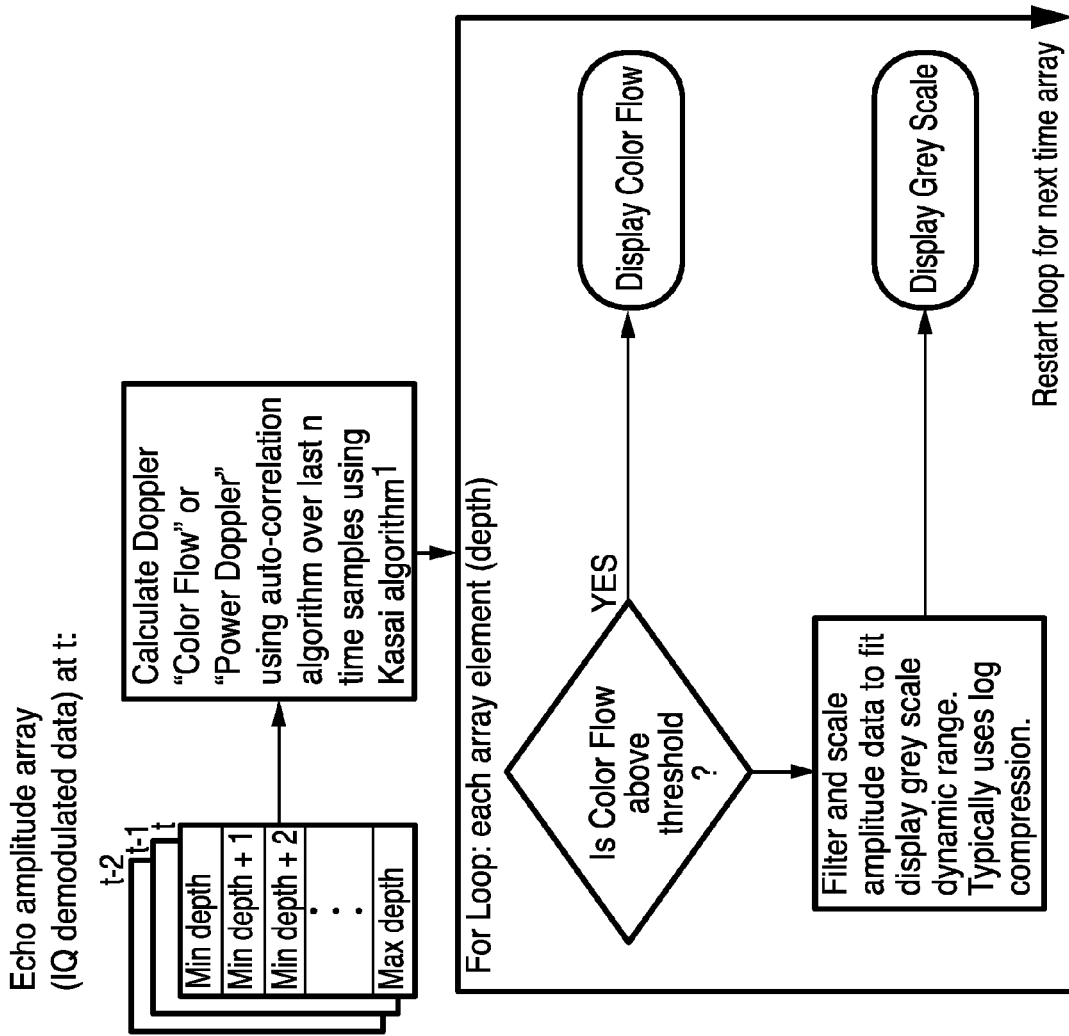 Echo amplitude array
(IQ demodulated data) at t:
t-2
t-1
t
Min depth
Min depth + 1
Min depth + 2
. . .
Max depth
Calculate Doppler
“Color Flow” or
“Power Doppler”
using auto-correlation
algorithm over last n
time samples using
Kasai algorithm1
For Loop: each array element (depth)
Is Color Flow
above
threshold
?
YES
Display Color Flow
Filter and scale
amplitude data to fit
display grey scale
dynamic range.
Typically uses log
compression.
Display Grey Scale
Restart loop for next time array